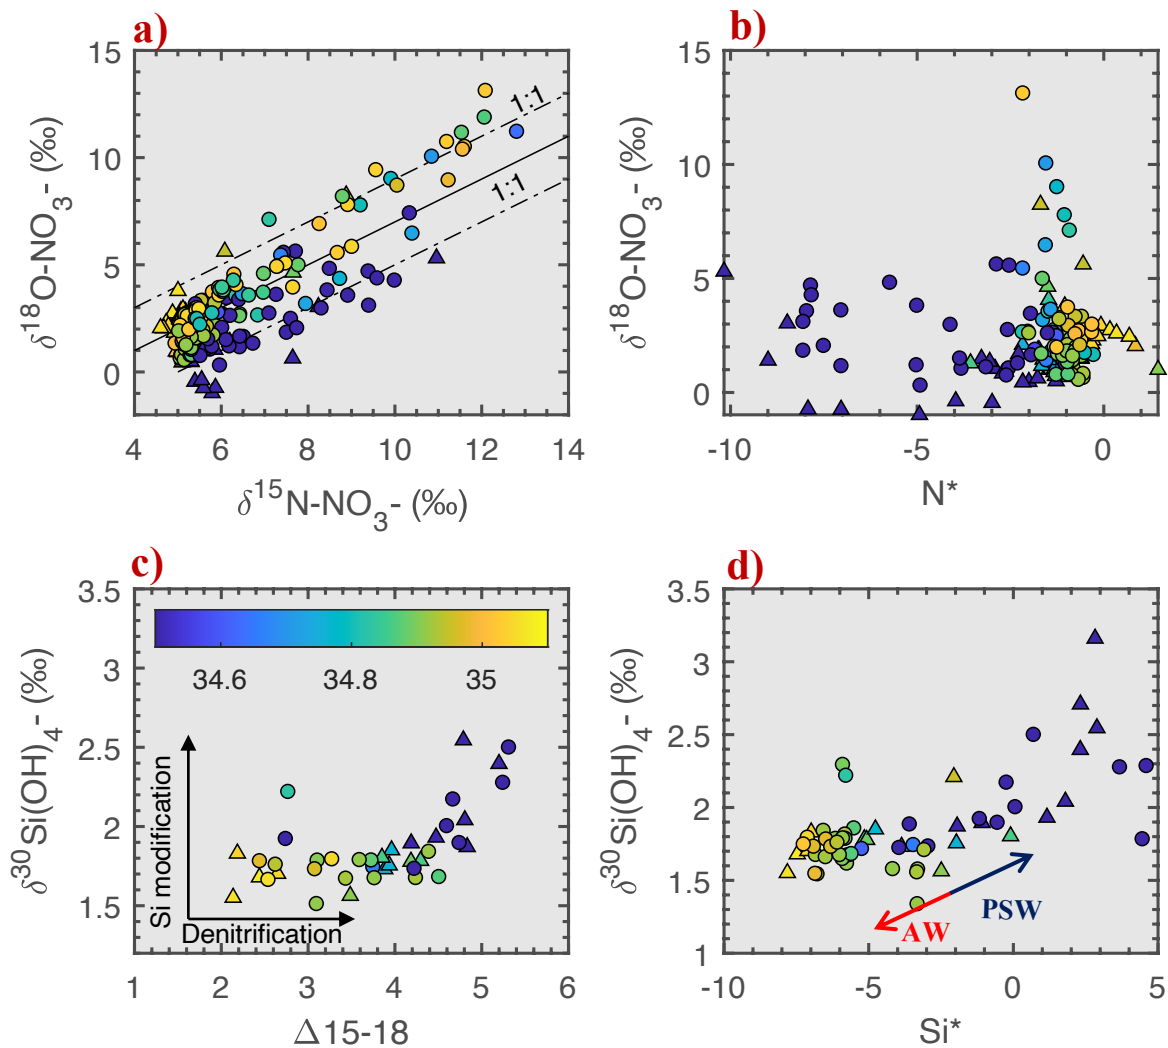 a)
15
10
5
0
4
6
8
10
12
14
1:1
1:1
δ18O-NO3- (‰)
δ15N-NO3- (‰)
b)
15
10
5
0
-10
-5
0
δ18O-NO3- (‰)
N*
c)
3.5
3
2.5
2
1.5
1
2
3
4
5
6
34.6
34.8
35
Si modification
Denitrification
δ30Si(OH)4- (‰)
Δ15-18
d)
3.5
3
2.5
2
1.5
1
-10
-5
0
5
AW
PSW
δ30Si(OH)4- (‰)
Si*